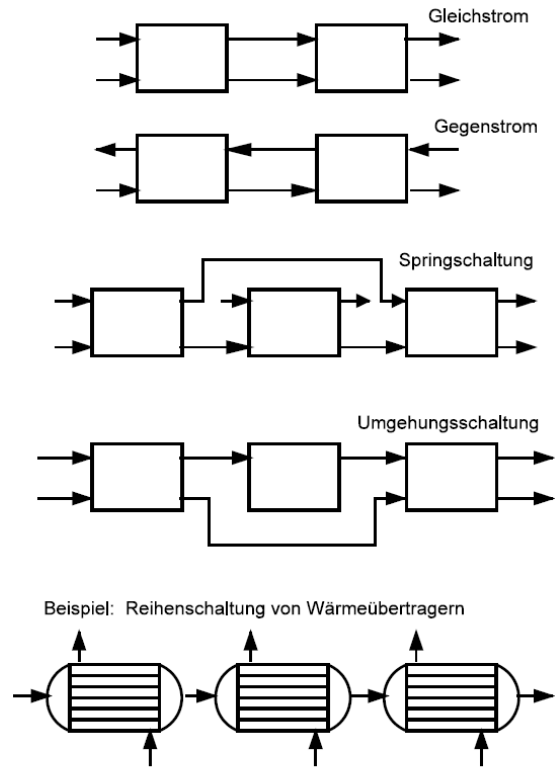 Gleichstrom
Gegenstrom
Springschaltung
Umgehungsschaltung
Beispiel: Reihenschaltung von Wärmeübertragern